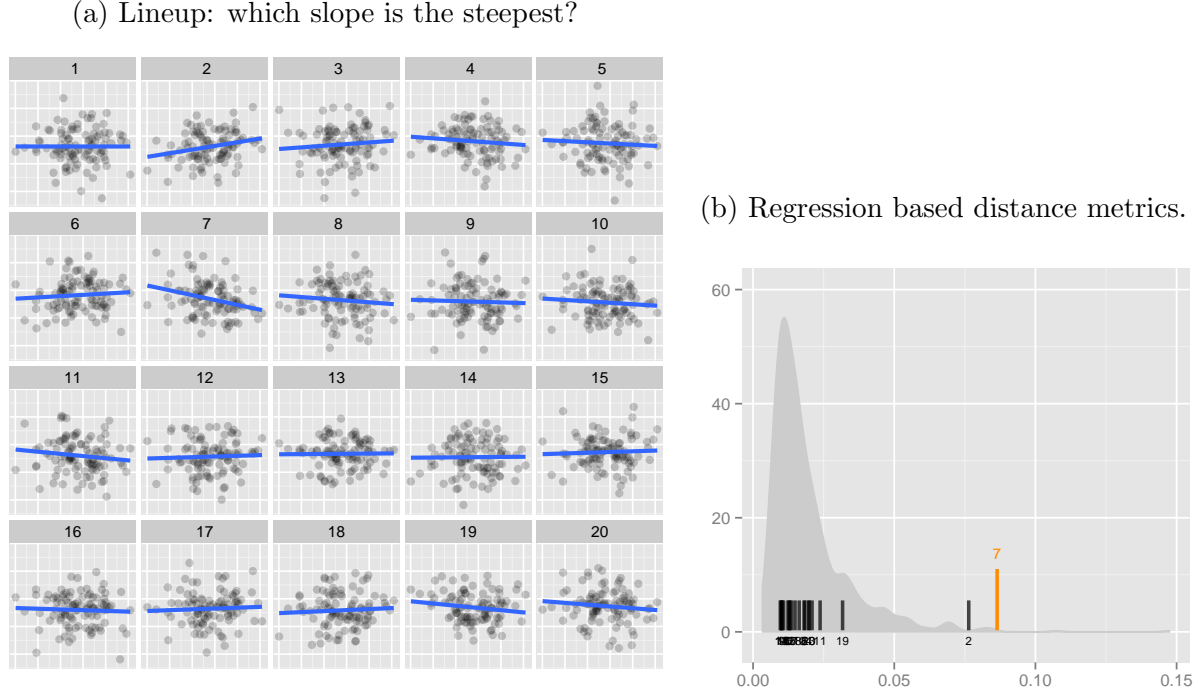 (a) Lineup: which slope is the steepest?
1 2 3 4 5
6 7 8 9 10
11 12 13 14 15
16 17 18 19 20
(b) Regression based distance metrics.
60
40
20
0
7
11 19 2
0.00 0.05 0.10 0.15